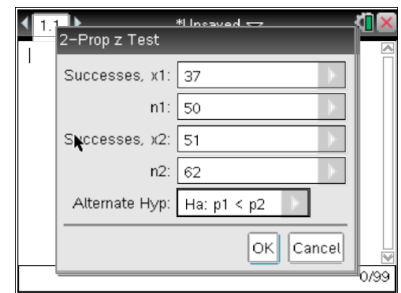 1.1 *Unsaved
2-Prop z Test
Successes, x1: 37
n1: 50
Successes, x2: 51
n2: 62
Alternate Hyp: Ha: p1 < p2
OK Cancel
0/99